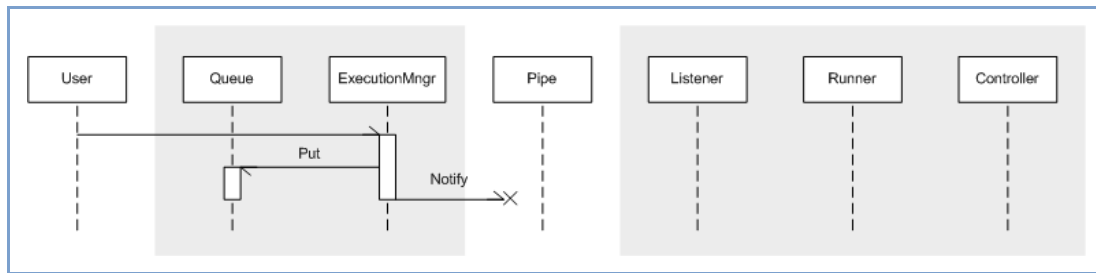 User
Queue
ExecutionMngr
Pipe
Listener
Runner
Controller
Put
Notify